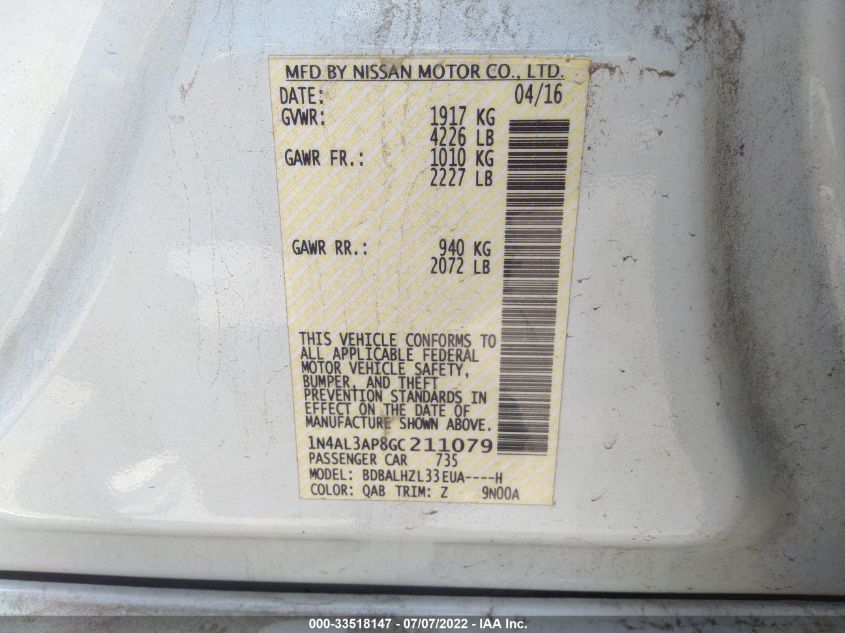 MFD BY NISSAN MOTOR CO., LTD.
DATE: 04/16
GVWR: 1917 KG
4226 LB
GAWR FR.: 1010 KG
2227 LB
GAWR RR.: 940 KG
2072 LB
THIS VEHICLE CONFORMS TO
ALL APPLICABLE FEDERAL
MOTOR VEHICLE SAFETY,
BUMPER, AND THEFT
PREVENTION STANDARDS IN
EFFECT ON THE DATE OF
MANUFACTURE SHOWN ABOVE.
1N4AL3AP8GC211079
PASSENGER CAR 735
MODEL: BDBALHZL33EUA----H
COLOR: QAB TRIM: Z 9N00A
000-33518147 - 07/07/2022 - © IAA Inc.